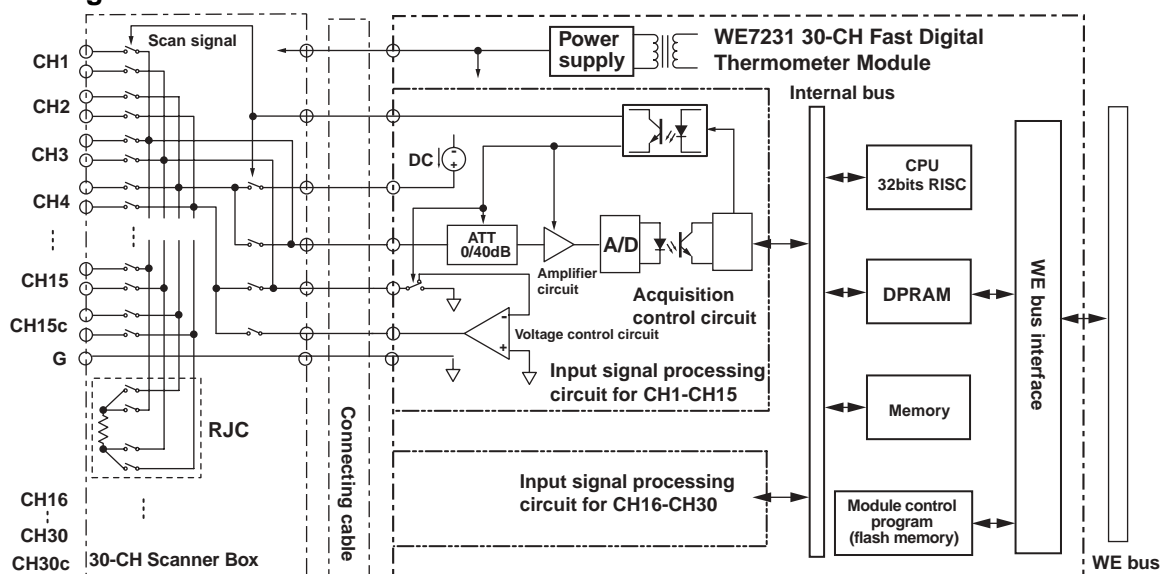 Scan signal
CH1
CH2
CH3
CH4
CH15
CH15c
G
RJC
CH16
CH30
CH30c
30-CH Scanner Box
Connecting cable
Power
supply
WE7231 30-CH Fast Digital
Thermometer Module
Internal bus
DC
-
+
ATT
0/40dB
Amplifier
circuit
A/D
Acquisition
control circuit
-
+
Voltage control circuit
Input signal processing
circuit for CH1-CH15
Input signal processing
circuit for CH16-CH30
CPU
32bits RISC
DPRAM
Memory
Module control
program
(flash memory)
WE bus interface
WE bus